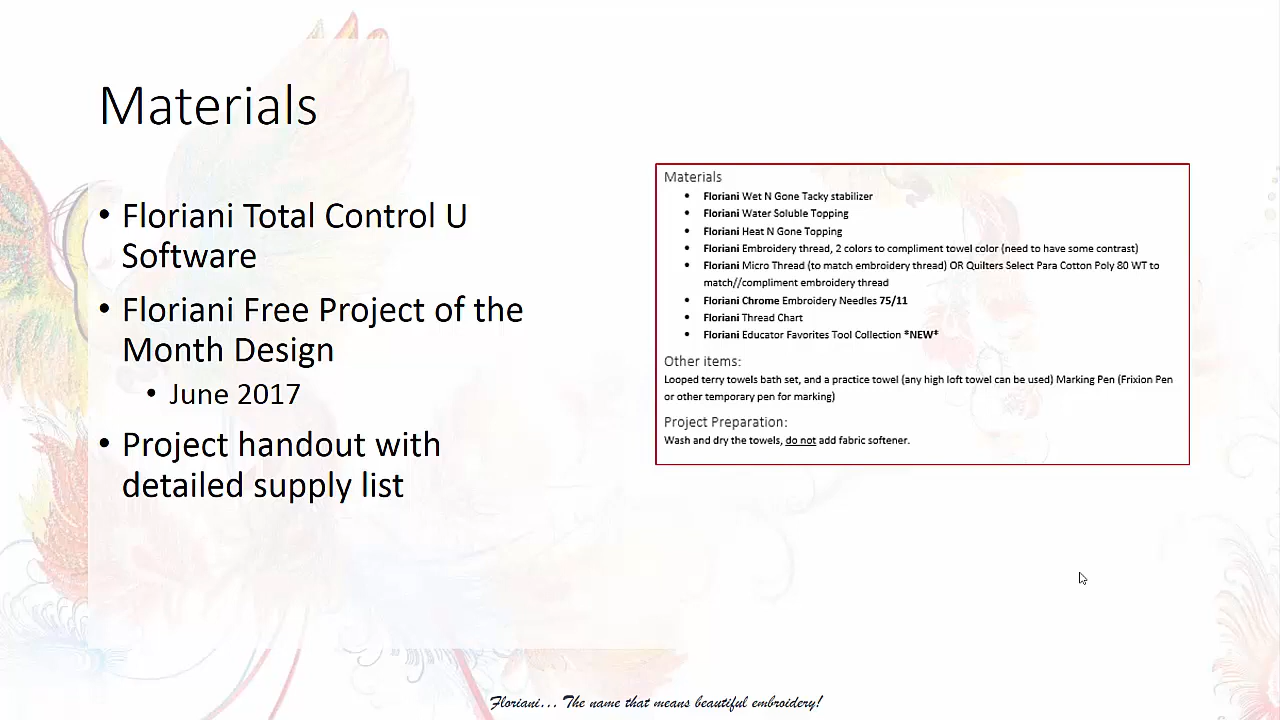 Materials
• Floriani Total Control U
Software
• Floriani Free Project of the
Month Design
• June 2017
• Project handout with
detailed supply list
Materials
• Floriani Wet N Gone Tacky stabilizer
• Floriani Water Soluble Topping
• Floriani Heat N Gone Topping
• Floriani Embroidery thread, 2 colors to compliment towel color (need to have some contrast)
• Floriani Micro Thread (to match embroidery thread) OR Quilters Select Para Cotton Poly 80 WT to
match//compliment embroidery thread
• Floriani Chrome Embroidery Needles 75/11
• Floriani Thread Chart
• Floriani Educator Favorites Tool Collection *NEW*
Other items:
Looped terry towels bath set, and a practice towel (any high loft towel can be used) Marking Pen (Frixion Pen
or other temporary pen for marking)
Project Preparation:
Wash and dry the towels, do not add fabric softener.
Floriani... The name that means beautiful embroidery!